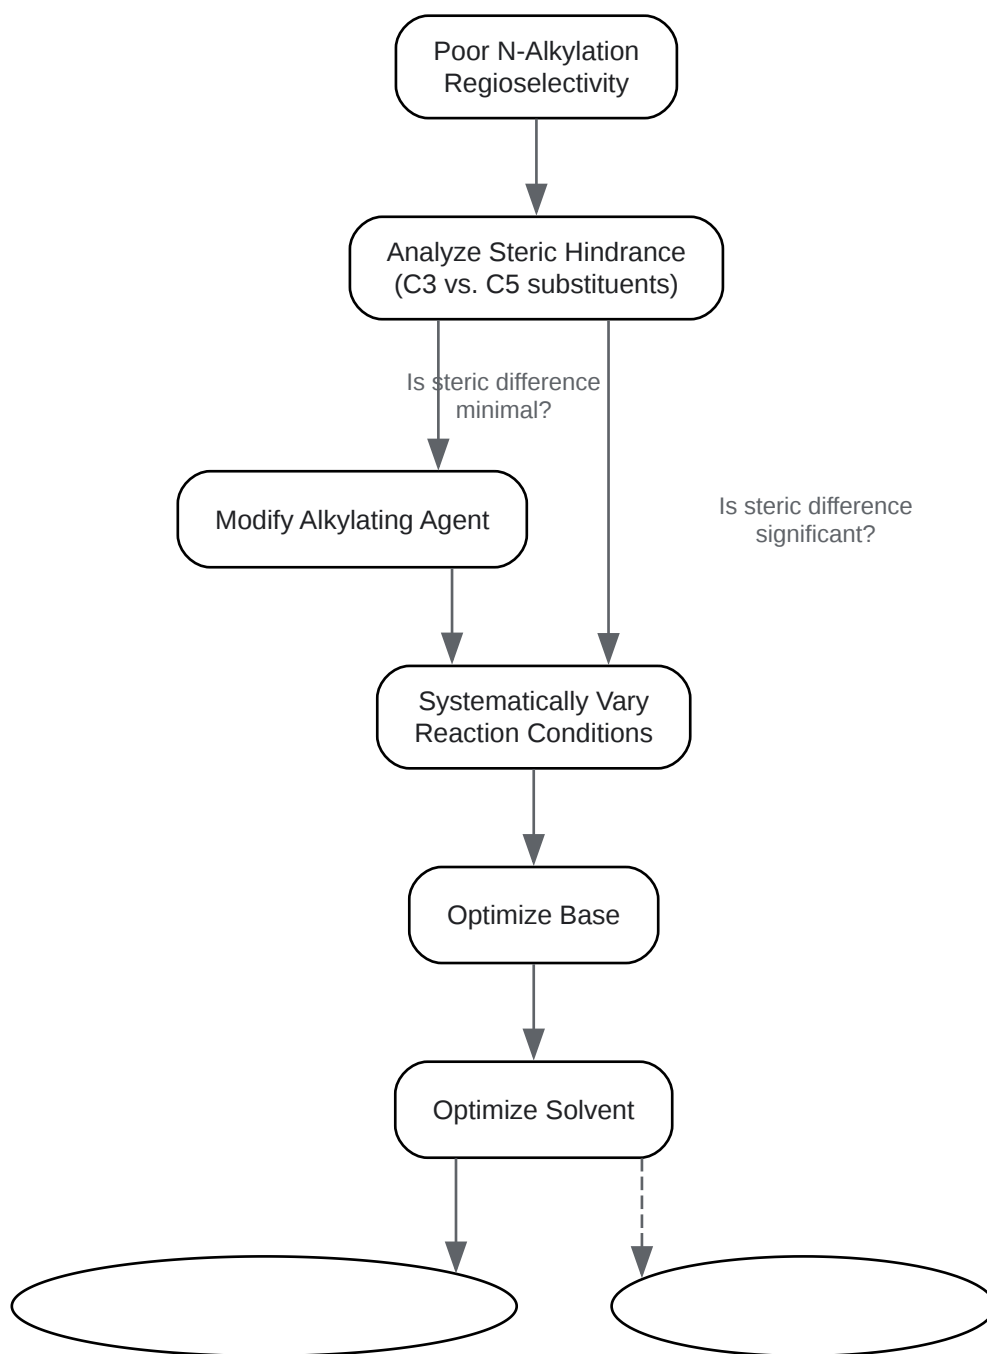 Poor N-Alkylation
Regioselectivity
Analyze Steric Hindrance
(C3 vs. C5 substituents)
Is steric difference
minimal?
Modify Alkylating Agent
Is steric difference
significant?
Systematically Vary
Reaction Conditions
Optimize Base
Optimize Solvent